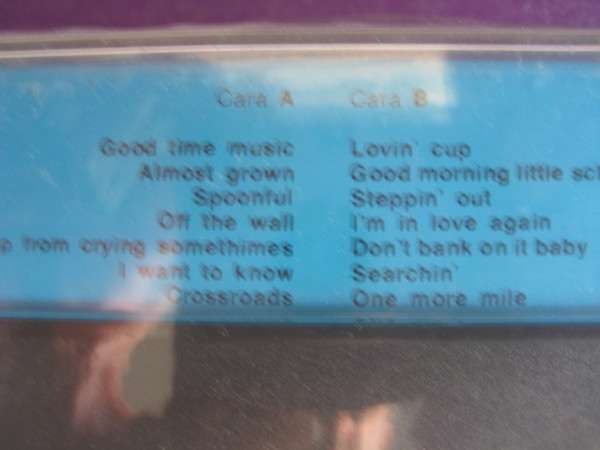 Cara A
Good time music
Almost grown
Spoonful
Off the wall
p from crying somethimes
I want to know
Crossroads
Cara B
Lovin' cup
Good morning little scl
Steppin' out
I'm in love again
Don't bank on it baby
Searchin'
One more mile